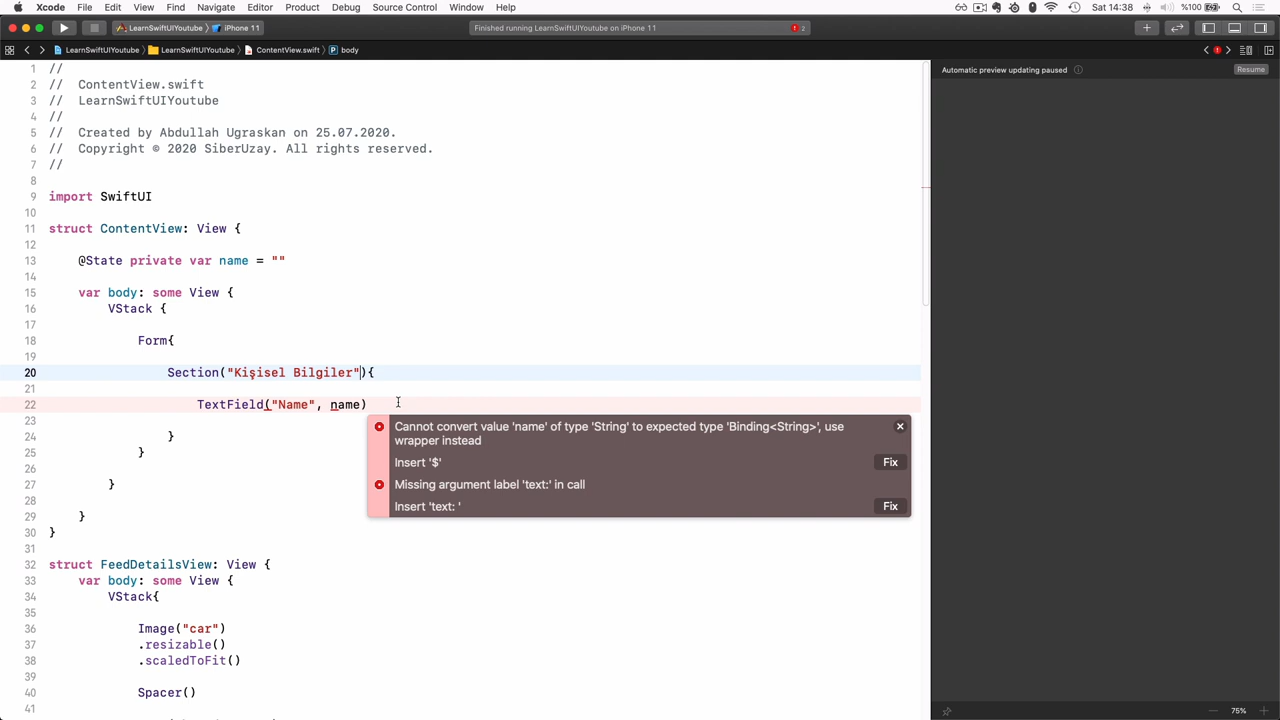 Xcode File Edit View Find Navigate Editor Product Debug Source Control Window Help %100 Sat 14:38
LearnSwiftUIYoutube iPhone 11 Finished running LearnSwiftUIYoutube on iPhone 11 2
LearnSwiftUIYoutube LearnSwiftUIYoutube ContentView.swift P body
Automatic preview updating paused Resume
1 //
2 // ContentView.swift
3 // LearnSwiftUIYoutube
4 //
5 // Created by Abdullah Ugraskan on 25.07.2020.
6 // Copyright © 2020 SiberUzay. All rights reserved.
7 //
8
9 import SwiftUI
10
11 struct ContentView: View {
12
13 @State private var name = ""
14
15 var body: some View {
16 VStack {
17
18 Form{
19
20 Section("Kişisel Bilgiler"){
21
22 TextField("Name", name)
Cannot convert value 'name' of type 'String' to expected type 'Binding<String>', use
wrapper instead
Insert '$' Fix
Missing argument label 'text:' in call
Insert 'text: ' Fix
23
24 }
25 }
26
27 }
28
29 }
30 }
31
32 struct FeedDetailsView: View {
33 var body: some View {
34 VStack{
35
36 Image("car")
37 .resizable()
38 .scaledToFit()
39
40 Spacer()
41
75%